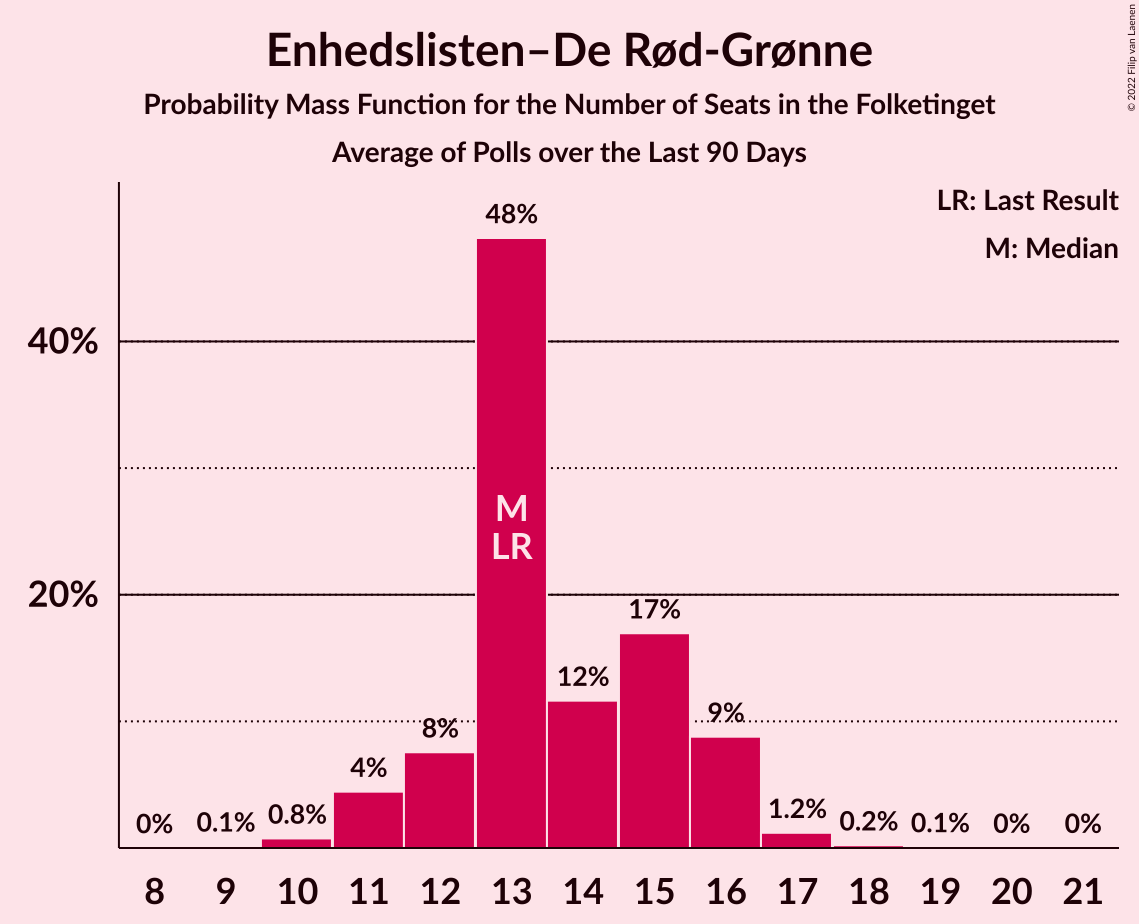 Enhedslisten–De Rød-Grønne
Probability Mass Function for the Number of Seats in the Folketinget
Average of Polls over the Last 90 Days
© 2022 Filip van Laenen
LR: Last Result
M: Median
40%
20%
0%
0.1%
0.8%
4%
8%
48%
M
LR
12%
17%
9%
1.2%
0.2%
0.1%
0%
0%
8 9 10 11 12 13 14 15 16 17 18 19 20 21